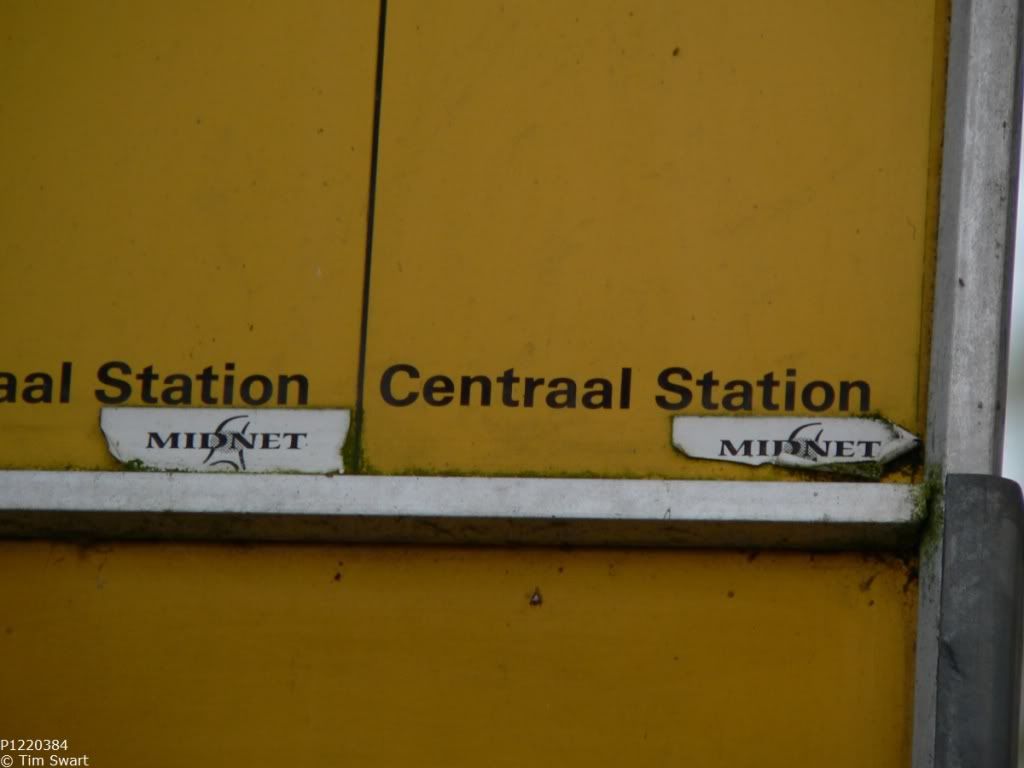 aal Station
MIDNET
Centraal Station
MIDNET
P1220384
© Tim Swart